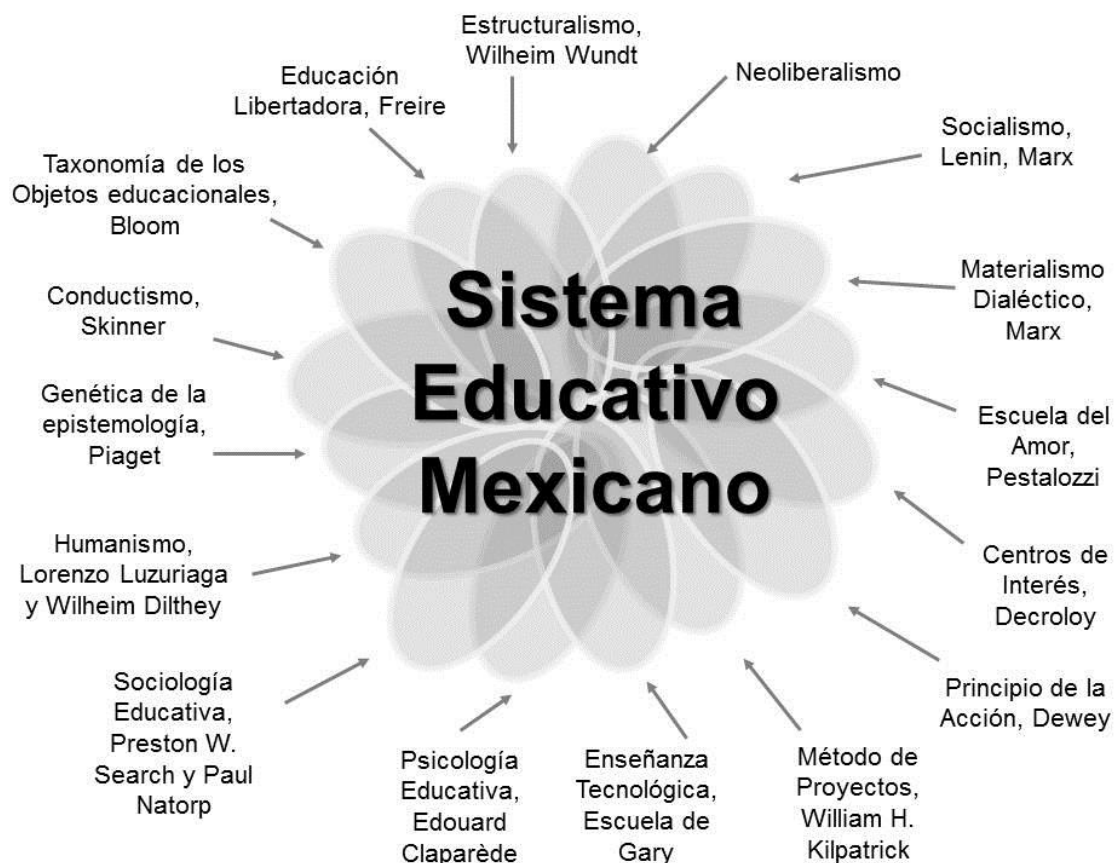 Estructuralismo,
Wilheim Wundt
Neoliberalismo
Educación
Libertadora, Freire
Socialismo,
Lenin, Marx
Taxonomía de los
Objetos educacionales,
Bloom
Sistema
Educativo
Mexicano
Materialismo
Dialéctico,
Marx
Conductismo,
Skinner
Genética de la
epistemología,
Piaget
Escuela del
Amor,
Pestalozzi
Humanismo,
Lorenzo Luzuriaga
y Wilheim Dilthey
Centros de
Interés,
Decroloy
Sociología
Educativa,
Preston W.
Search y Paul
Natorp
Principio de la
Acción, Dewey
Psicología
Educativa,
Edouard
Claparède
Enseñanza
Tecnológica,
Escuela de
Gary
Método de
Proyectos,
William H.
Kilpatrick